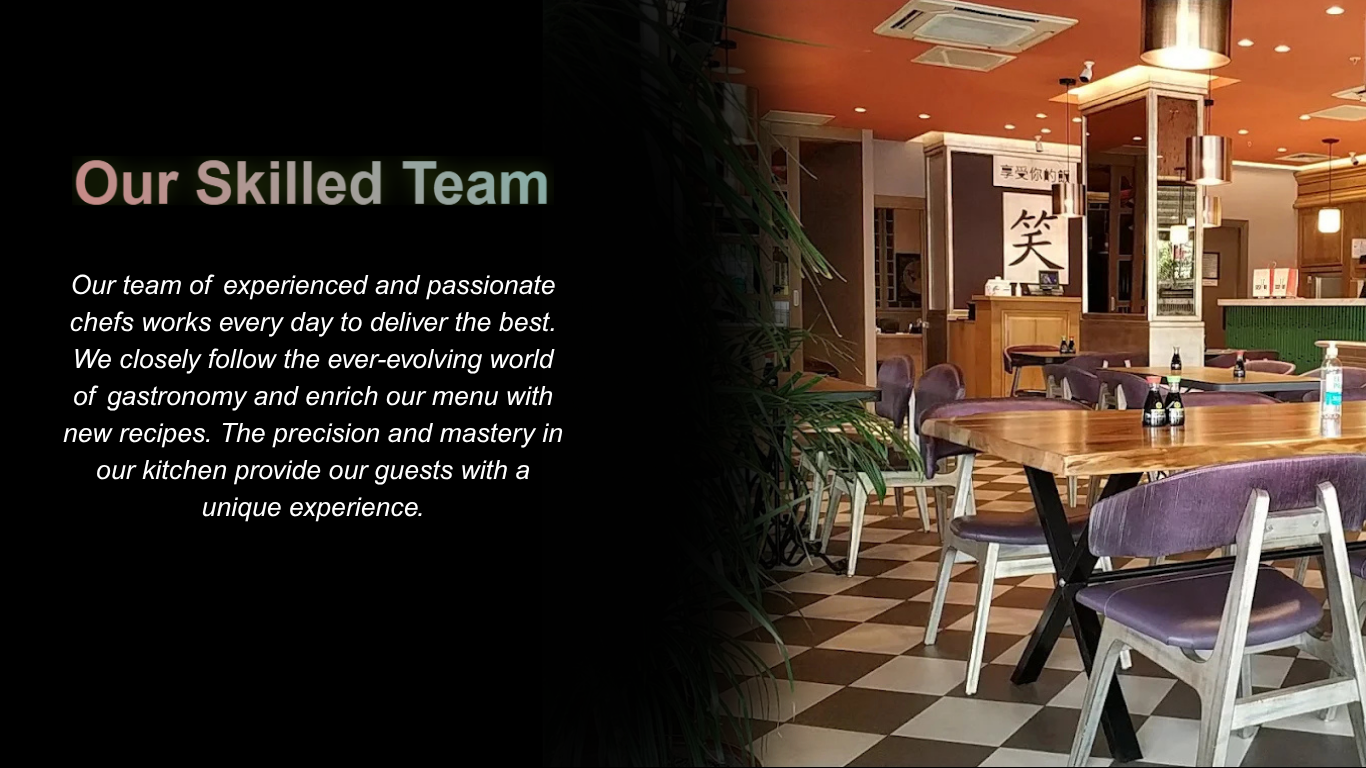 Our Skilled Team
Our team of experienced and passionate
chefs works every day to deliver the best.
We closely follow the ever-evolving world
of gastronomy and enrich our menu with
new recipes. The precision and mastery in
our kitchen provide our guests with a
unique experience.
享受你的飯
笑